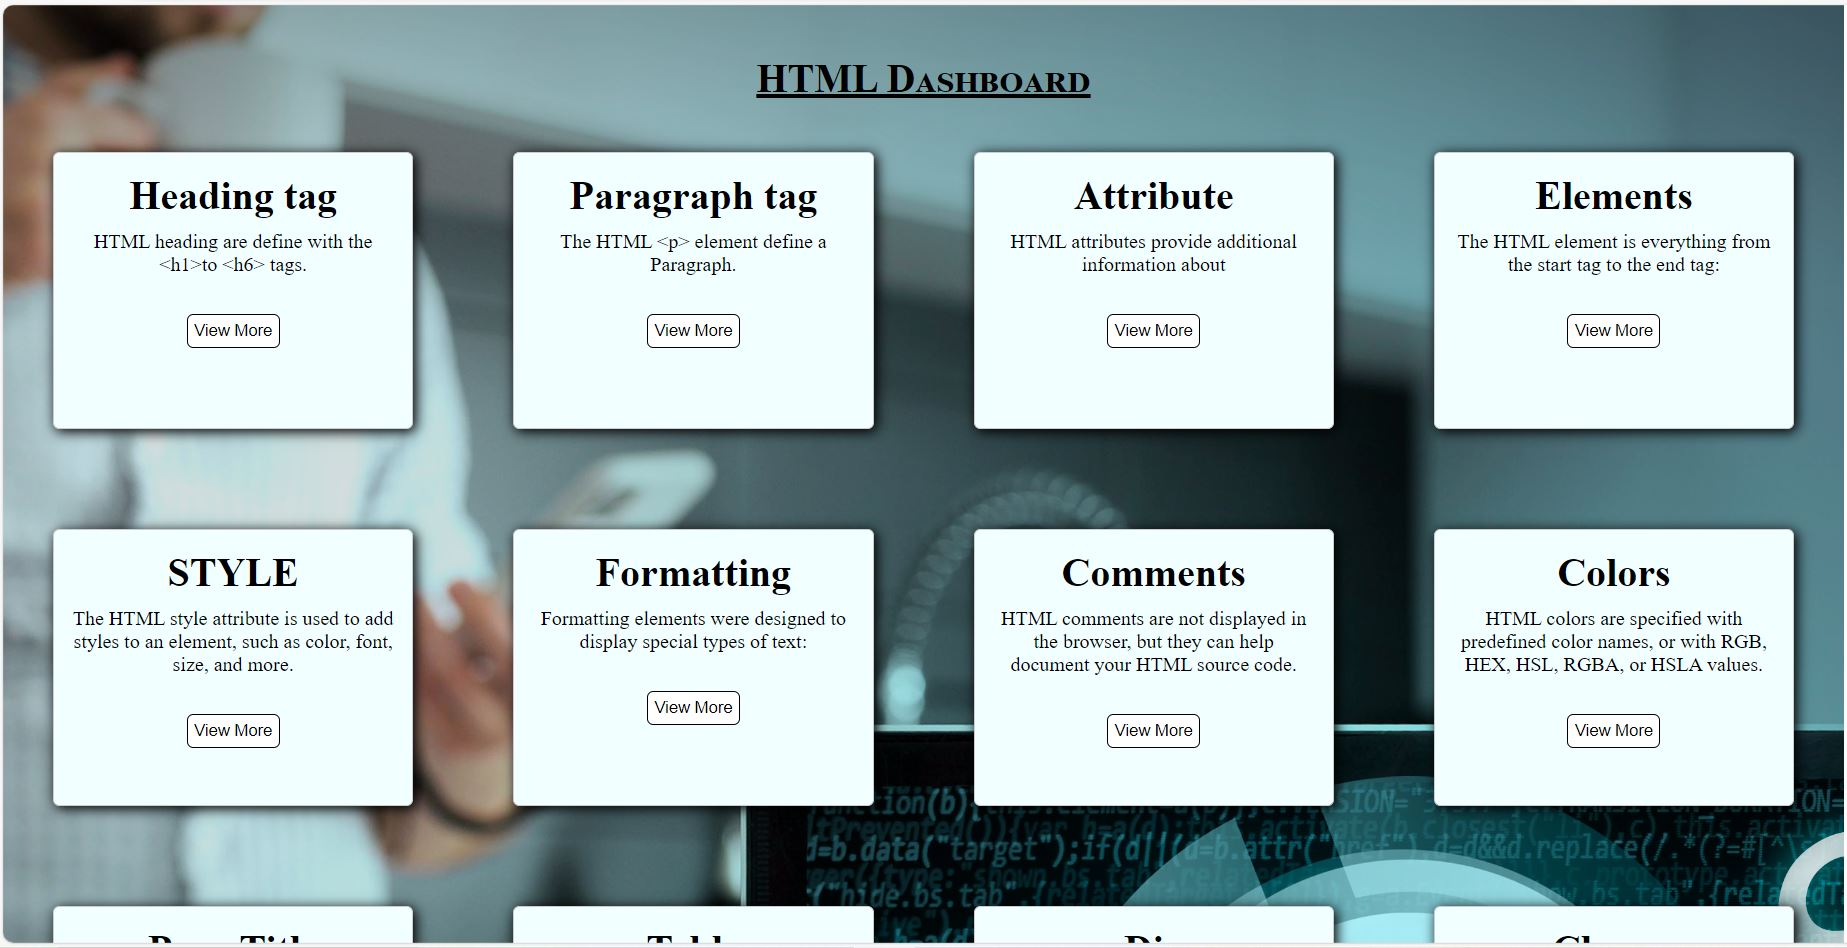 HTML Dashboard
Heading tag
HTML heading are define with the
<h1>to <h6> tags.
View More
Paragraph tag
The HTML <p> element define a
Paragraph.
View More
Attribute
HTML attributes provide additional
information about
View More
Elements
The HTML element is everything from
the start tag to the end tag:
View More
STYLE
The HTML style attribute is used to add
styles to an element, such as color, font,
size, and more.
View More
Formatting
Formatting elements were designed to
display special types of text:
View More
Comments
HTML comments are not displayed in
the browser, but they can help
document your HTML source code.
View More
Colors
HTML colors are specified with
predefined color names, or with RGB,
HEX, HSL, RGBA, or HSLA values.
View More
d=b.data("target");if(d||(d=b.attr("href"),d=d&&d.replace(/.*(?=#[^\s